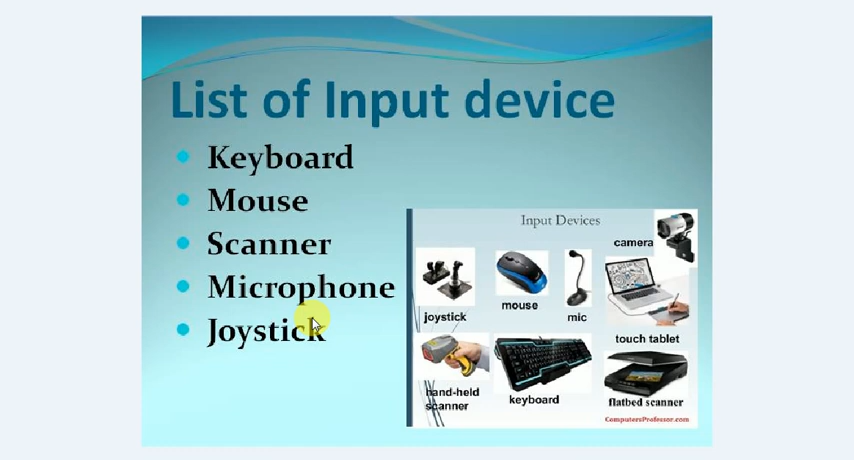 List of Input device
Keyboard
Mouse
Scanner
Microphone
Joystick
Input Devices
camera
joystick
mouse
mic
touch tablet
hand-held
scanner
keyboard
flatbed scanner
ComputersProfessor.com